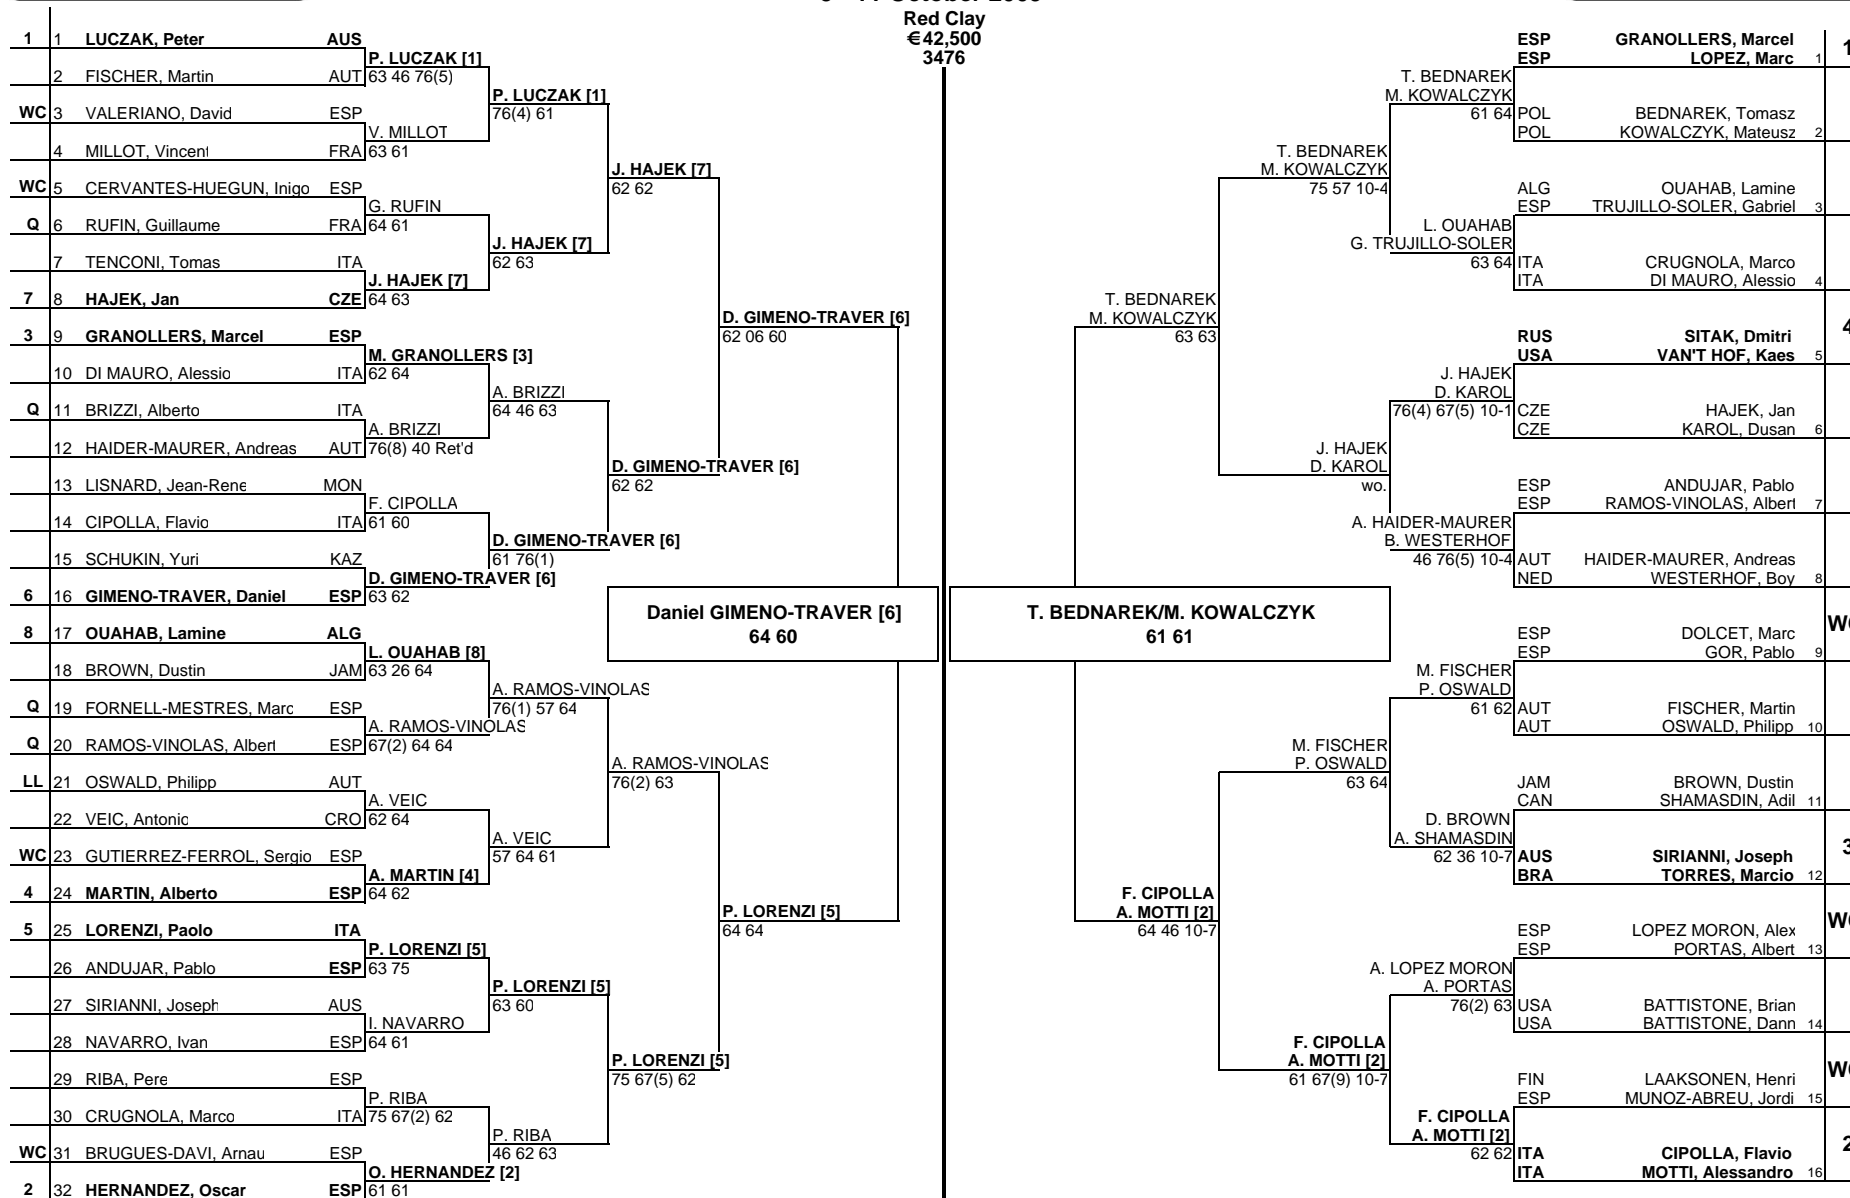 Red Clay
€42,500
3476
1 1 LUCZAK, Peter AUS
P. LUCZAK [1]
2 FISCHER, Martin AUT 63 46 76(5)
P. LUCZAK [1]
WC 3 VALERIANO, David ESP 76(4) 61
V. MILLOT
4 MILLOT, Vincent FRA 63 61
J. HAJEK [7]
WC 5 CERVANTES-HUEGUN, Inigo ESP 62 62
G. RUFIN
Q 6 RUFIN, Guillaume FRA 64 61
J. HAJEK [7]
7 TENCONI, Tomas ITA 62 63
J. HAJEK [7]
7 8 HAJEK, Jan CZE 64 63
D. GIMENO-TRAVER [6]
3 9 GRANOLLERS, Marcel ESP 62 06 60
M. GRANOLLERS [3]
10 DI MAURO, Alessio ITA 62 64
A. BRIZZI
Q 11 BRIZZI, Alberto ITA 64 46 63
A. BRIZZI
12 HAIDER-MAURER, Andreas AUT 76(8) 40 Ret'd
D. GIMENO-TRAVER [6]
13 LISNARD, Jean-Rene MON 62 62
F. CIPOLLA
14 CIPOLLA, Flavio ITA 61 60
D. GIMENO-TRAVER [6]
15 SCHUKIN, Yuri KAZ 61 76(1)
D. GIMENO-TRAVER [6]
6 16 GIMENO-TRAVER, Daniel ESP 63 62
Daniel GIMENO-TRAVER [6]
64 60
8 17 OUAHAB, Lamine ALG
L. OUAHAB [8]
18 BROWN, Dustin JAM 63 26 64
A. RAMOS-VINOLAS
Q 19 FORNELL-MESTRES, Marc ESP 76(1) 57 64
A. RAMOS-VINOLAS
Q 20 RAMOS-VINOLAS, Albert ESP 67(2) 64 64
A. RAMOS-VINOLAS
LL 21 OSWALD, Philipp AUT 76(2) 63
A. VEIC
22 VEIC, Antonio CRO 62 64
A. VEIC
WC 23 GUTIERREZ-FERROL, Sergio ESP 57 64 61
A. MARTIN [4]
4 24 MARTIN, Alberto ESP 64 62
P. LORENZI [5]
5 25 LORENZI, Paolo ITA 64 64
P. LORENZI [5]
26 ANDUJAR, Pablo ESP 63 75
P. LORENZI [5]
27 SIRIANNI, Joseph AUS 63 60
I. NAVARRO
28 NAVARRO, Ivan ESP 64 61
P. LORENZI [5]
29 RIBA, Pere ESP 75 67(5) 62
P. RIBA
30 CRUGNOLA, Marco ITA 75 67(2) 62
P. RIBA
WC 31 BRUGUES-DAVI, Arnau ESP 46 62 63
O. HERNANDEZ [2]
2 32 HERNANDEZ, Oscar ESP 61 61
ESP GRANOLLERS, Marcel
ESP LOPEZ, Marc 1
T. BEDNAREK
M. KOWALCZYK
61 64 POL BEDNAREK, Tomasz
POL KOWALCZYK, Mateusz 2
T. BEDNAREK
M. KOWALCZYK
75 57 10-4 ALG OUAHAB, Lamine
ESP TRUJILLO-SOLER, Gabriel 3
L. OUAHAB
G. TRUJILLO-SOLER
63 64 ITA CRUGNOLA, Marco
ITA DI MAURO, Alessio 4
T. BEDNAREK
M. KOWALCZYK
63 63 RUS SITAK, Dmitri
USA VAN'T HOF, Kaes 5
J. HAJEK
D. KAROL
76(4) 67(5) 10-1 CZE HAJEK, Jan
CZE KAROL, Dusan 6
J. HAJEK
D. KAROL
wo. ESP ANDUJAR, Pablo
ESP RAMOS-VINOLAS, Albert 7
A. HAIDER-MAURER
B. WESTERHOF
46 76(5) 10-4 AUT HAIDER-MAURER, Andreas
NED WESTERHOF, Boy 8
T. BEDNAREK/M. KOWALCZYK
61 61
ESP DOLCET, Marc
ESP GOR, Pablo 9
M. FISCHER
P. OSWALD
61 62 AUT FISCHER, Martin
AUT OSWALD, Philipp 10
M. FISCHER
P. OSWALD
63 64 JAM BROWN, Dustin
CAN SHAMASDIN, Adil 11
D. BROWN
A. SHAMASDIN
62 36 10-7 AUS SIRIANNI, Joseph
BRA TORRES, Marcio 12
F. CIPOLLA
A. MOTTI [2]
64 46 10-7 ESP LOPEZ MORON, Alex
ESP PORTAS, Albert 13
A. LOPEZ MORON
A. PORTAS
76(2) 63 USA BATTISTONE, Brian
USA BATTISTONE, Dann 14
F. CIPOLLA
A. MOTTI [2]
61 67(9) 10-7 FIN LAAKSONEN, Henri
ESP MUNOZ-ABREU, Jordi 15
F. CIPOLLA
A. MOTTI [2]
62 62 ITA CIPOLLA, Flavio
ITA MOTTI, Alessandro 16